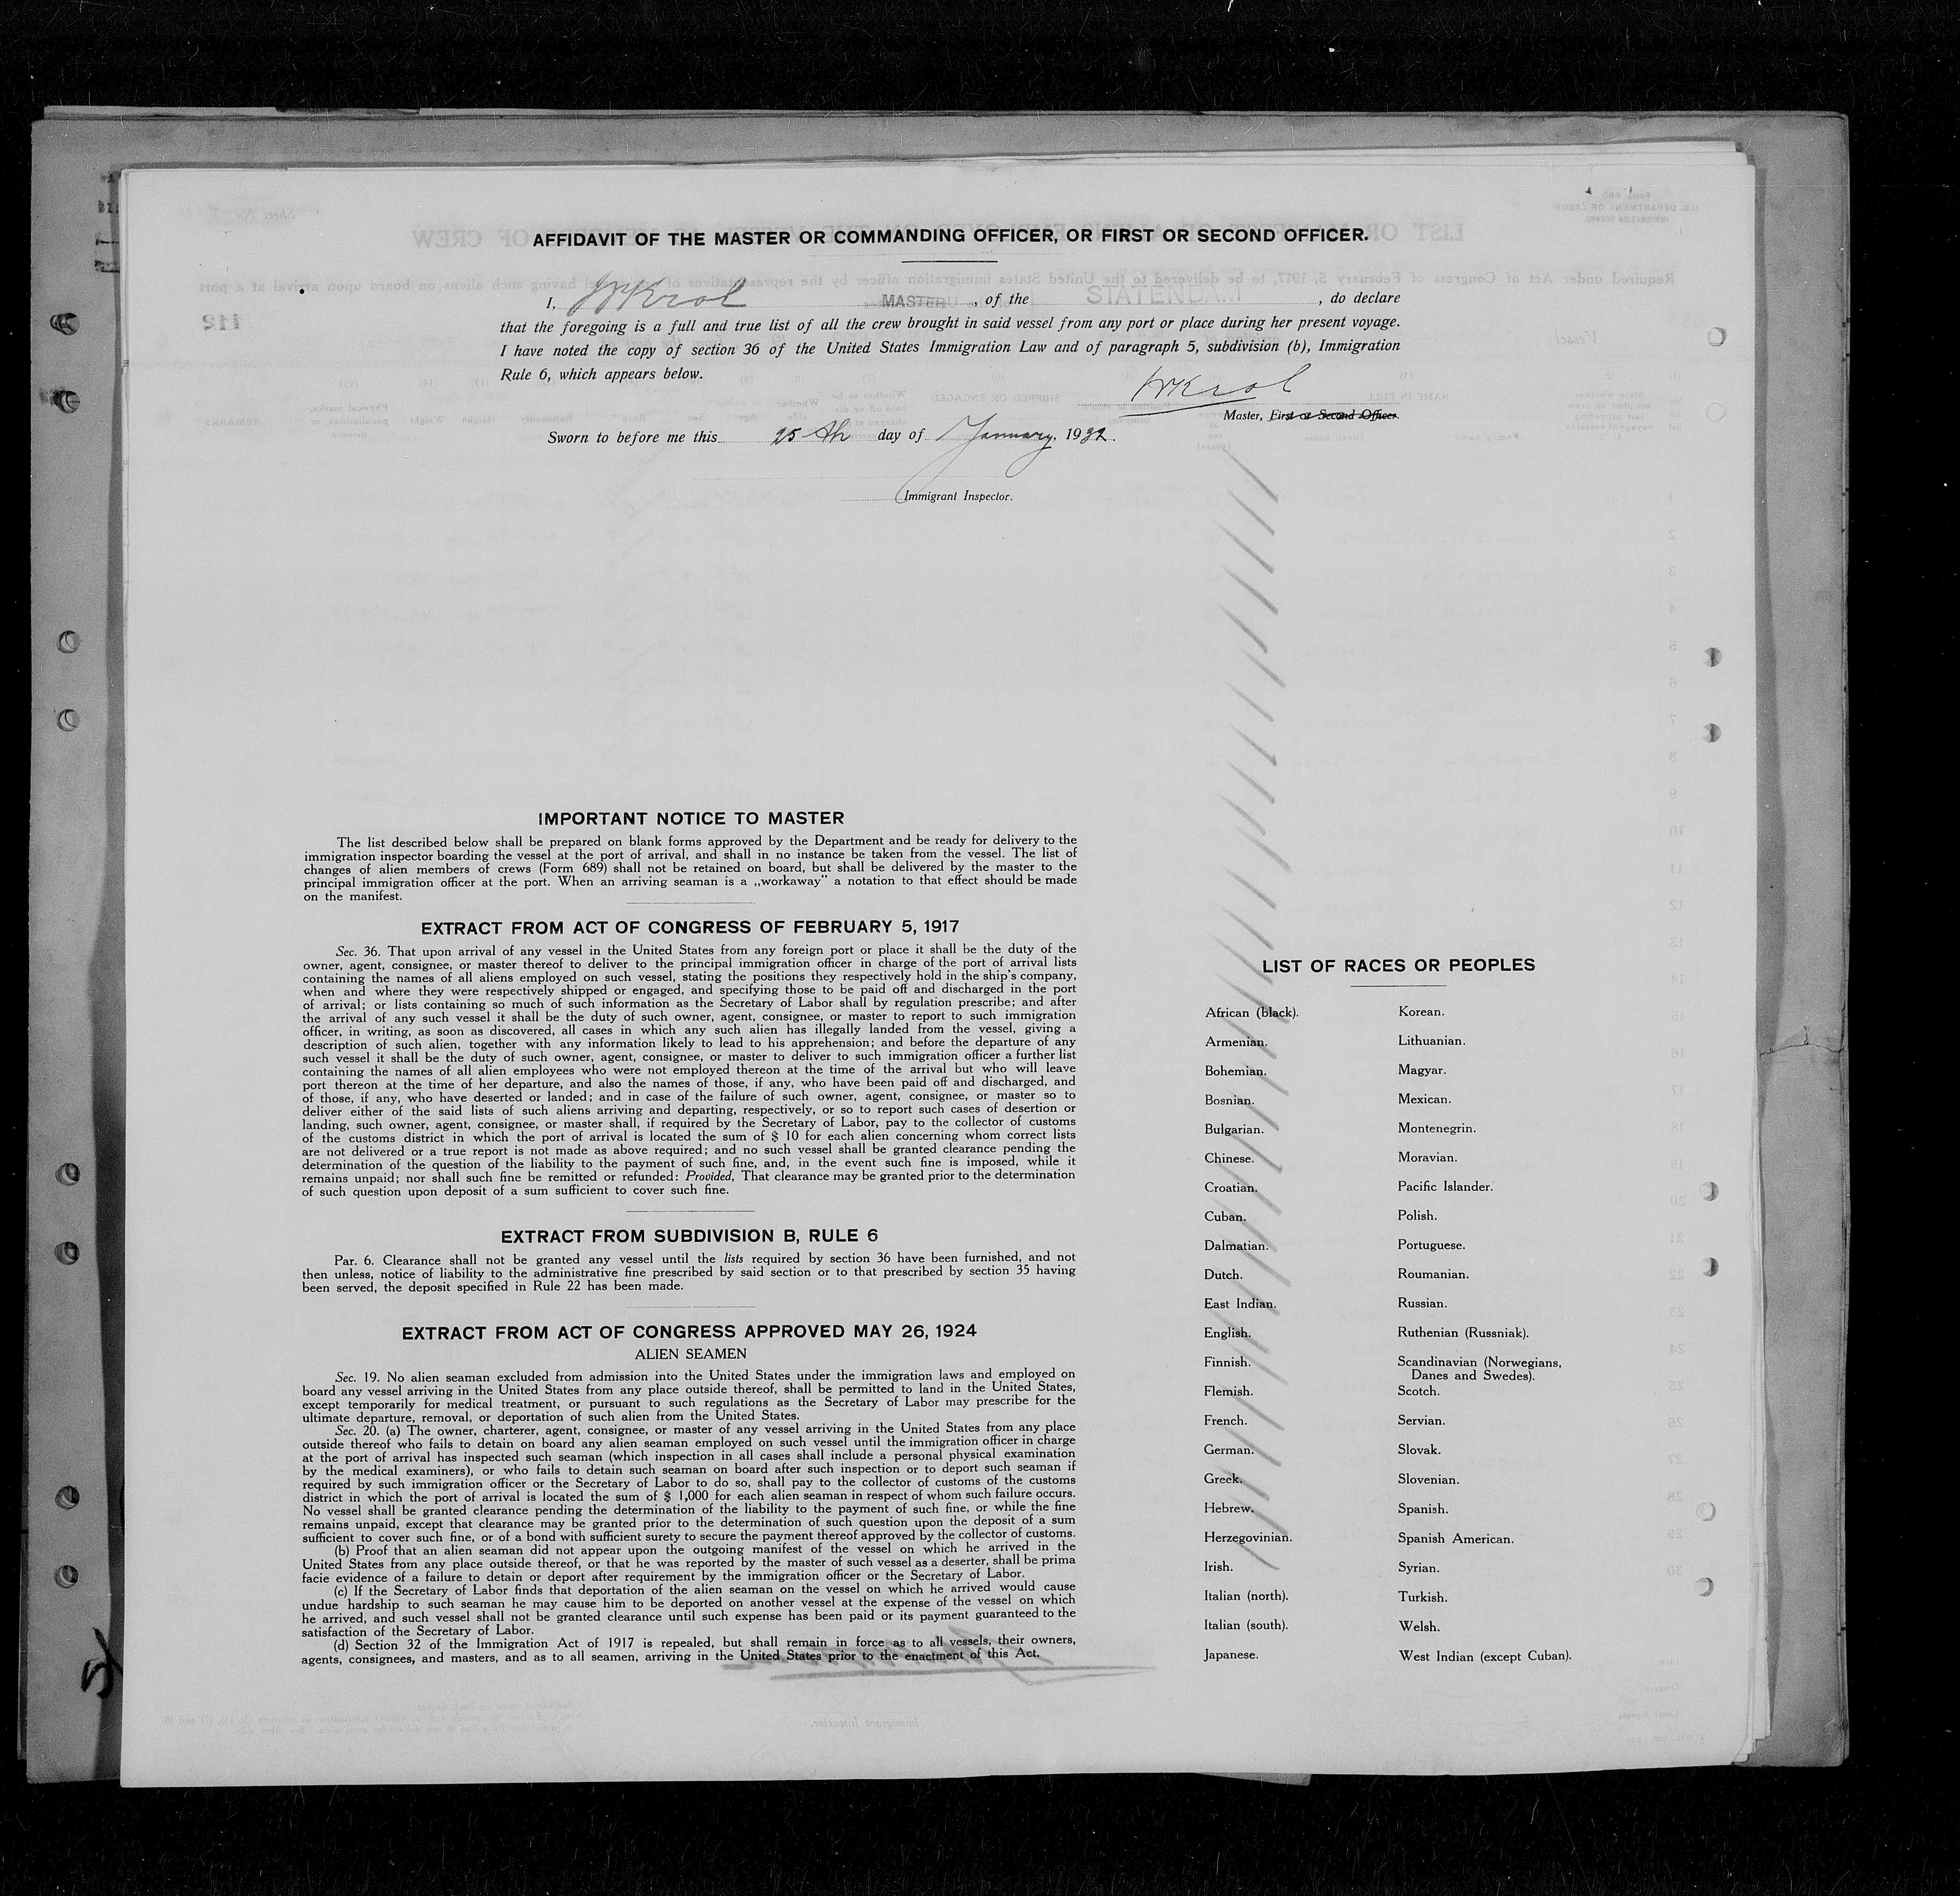 AFFIDAVIT OF THE MASTER OR COMMANDING OFFICER, OR FIRST OR SECOND OFFICER.
I, W Krol MASTER, of the STATENDAM, do declare
that the foregoing is a full and true list of all the crew brought in said vessel from any port or place during her present voyage.
I have noted the copy of section 36 of the United States Immigration Law and of paragraph 5, subdivision (b), Immigration
Rule 6, which appears below.
W Krol
Master, First or Second Officer.
Sworn to before me this 25th day of January, 1932.
Immigrant Inspector.
IMPORTANT NOTICE TO MASTER
The list described below shall be prepared on blank forms approved by the Department and be ready for delivery to the
immigration inspector boarding the vessel at the port of arrival, and shall in no instance be taken from the vessel. The list of
changes of alien members of crews (Form 689) shall not be retained on board, but shall be delivered by the master to the
principal immigration officer at the port. When an arriving seaman is a „workaway” a notation to that effect should be made
on the manifest.
EXTRACT FROM ACT OF CONGRESS OF FEBRUARY 5, 1917
Sec. 36. That upon arrival of any vessel in the United States from any foreign port or place it shall be the duty of the
owner, agent, consignee, or master thereof to deliver to the principal immigration officer in charge of the port of arrival lists
containing the names of all aliens employed on such vessel, stating the positions they respectively hold in the ship's company,
when and where they were respectively shipped or engaged, and specifying those to be paid off and discharged in the port
of arrival; or lists containing so much of such information as the Secretary of Labor shall by regulation prescribe; and after
the arrival of any such vessel it shall be the duty of such owner, agent, consignee, or master to report to such immigration
officer, in writing, as soon as discovered, all cases in which any such alien has illegally landed from the vessel, giving a
description of such alien, together with any information likely to lead to his apprehension; and before the departure of any
such vessel it shall be the duty of such owner, agent, consignee, or master to deliver to such immigration officer a further list
containing the names of all alien employees who were not employed thereon at the time of the arrival but who will leave
port thereon at the time of her departure, and also the names of those, if any, who have been paid off and discharged, and
of those, if any, who have deserted or landed; and in case of the failure of such owner, agent, consignee, or master so to
deliver either of the said lists of such aliens arriving and departing, respectively, or so to report such cases of desertion or
landing, such owner, agent, consignee, or master shall, if required by the Secretary of Labor, pay to the collector of customs
of the customs district in which the port of arrival is located the sum of $ 10 for each alien concerning whom correct lists
are not delivered or a true report is not made as above required; and no such vessel shall be granted clearance pending the
determination of the question of the liability to the payment of such fine, and, in the event such fine is imposed, while it
remains unpaid; nor shall such fine be remitted or refunded: Provided, That clearance may be granted prior to the determination
of such question upon deposit of a sum sufficient to cover such fine.
EXTRACT FROM SUBDIVISION B, RULE 6
Par. 6. Clearance shall not be granted any vessel until the lists required by section 36 have been furnished, and not
then unless, notice of liability to the administrative fine prescribed by said section or to that prescribed by section 35 having
been served, the deposit specified in Rule 22 has been made.
EXTRACT FROM ACT OF CONGRESS APPROVED MAY 26, 1924
ALIEN SEAMEN
Sec. 19. No alien seaman excluded from admission into the United States under the immigration laws and employed on
board any vessel arriving in the United States from any place outside thereof, shall be permitted to land in the United States,
except temporarily for medical treatment, or pursuant to such regulations as the Secretary of Labor may prescribe for the
ultimate departure, removal, or deportation of such alien from the United States.
Sec. 20. (a) The owner, charterer, agent, consignee, or master of any vessel arriving in the United States from any place
outside thereof who fails to detain on board any alien seaman employed on such vessel until the immigration officer in charge
at the port of arrival has inspected such seaman (which inspection in all cases shall include a personal physical examination
by the medical examiners), or who fails to detain such seaman on board after such inspection or to deport such seaman if
required by such immigration officer or the Secretary of Labor to do so, shall pay to the collector of customs of the customs
district in which the port of arrival is located the sum of $ 1,000 for each alien seaman in respect of whom such failure occurs.
No vessel shall be granted clearance pending the determination of the liability to the payment of such fine, or while the fine
remains unpaid, except that clearance may be granted prior to the determination of such question upon the deposit of a sum
sufficient to cover such fine, or of a bond with sufficient surety to secure the payment thereof approved by the collector of customs.
(b) Proof that an alien seaman did not appear upon the outgoing manifest of the vessel on which he arrived in the
United States from any place outside thereof, or that he was reported by the master of such vessel as a deserter, shall be prima
facie evidence of a failure to detain or deport after requirement by the immigration officer or the Secretary of Labor.
(c) If the Secretary of Labor finds that deportation of the alien seaman on the vessel on which he arrived would cause
undue hardship to such seaman he may cause him to be deported on another vessel at the expense of the vessel on which
he arrived, and such vessel shall not be granted clearance until such expense has been paid or its payment guaranteed to the
satisfaction of the Secretary of Labor.
(d) Section 32 of the Immigration Act of 1917 is repealed, but shall remain in force as to all vessels, their owners,
agents, consignees, and masters, and as to all seamen, arriving in the United States prior to the enactment of this Act.
LIST OF RACES OR PEOPLES
African (black).
Armenian.
Bohemian.
Bosnian.
Bulgarian.
Chinese.
Croatian.
Cuban.
Dalmatian.
Dutch.
East Indian.
English.
Finnish.
Flemish.
French.
German.
Greek.
Hebrew.
Herzegovinian.
Irish.
Italian (north).
Italian (south).
Japanese.
Korean.
Lithuanian.
Magyar.
Mexican.
Montenegrin.
Moravian.
Pacific Islander.
Polish.
Portuguese.
Roumanian.
Russian.
Ruthenian (Russniak).
Scandinavian (Norwegians,
Danes and Swedes).
Scotch.
Servian.
Slovak.
Slovenian.
Spanish.
Spanish American.
Syrian.
Turkish.
Welsh.
West Indian (except Cuban).